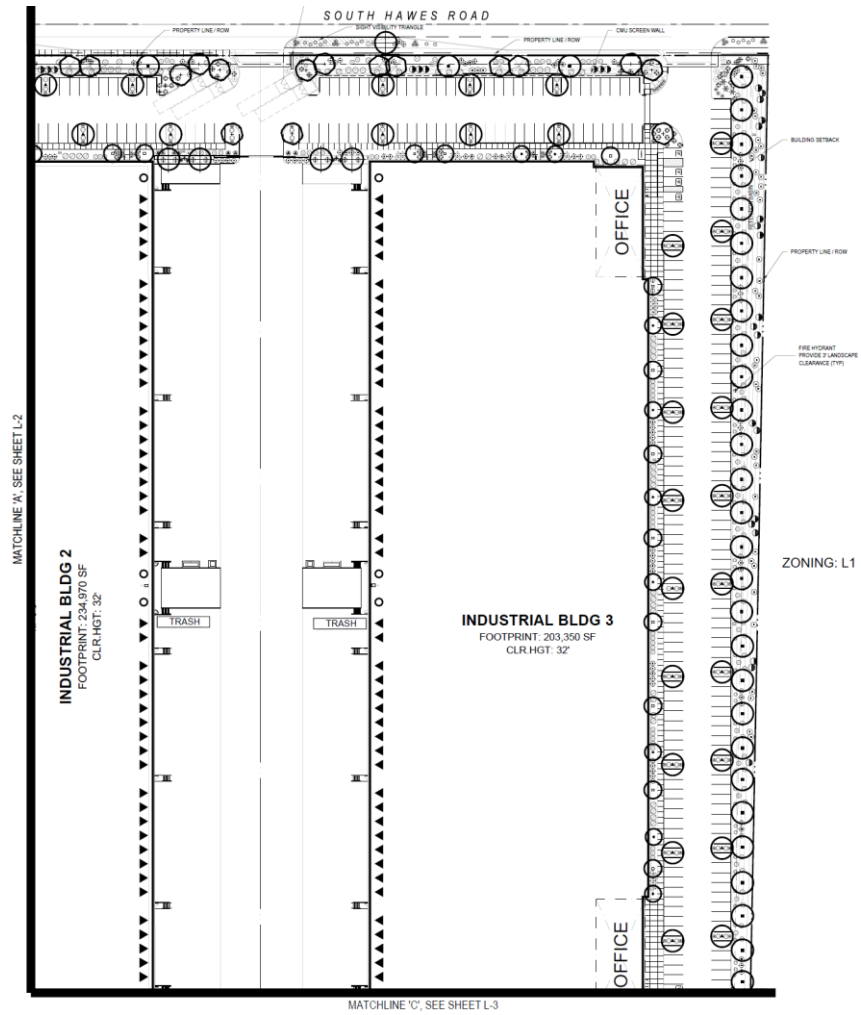 SOUTH HAWES ROAD
PROPERTY LINE / ROW
SIGHT VISIBILITY TRIANGLE
PROPERTY LINE / ROW
CMU SCREEN WALL
BUILDING SETBACK
OFFICE
PROPERTY LINE / ROW
FIRE HYDRANT
PROVIDE 3' LANDSCAPE
CLEARANCE (TYP)
MATCHLINE 'A', SEE SHEET L-2
INDUSTRIAL BLDG 2
FOOTPRINT: 234,970 SF
CLR.HGT: 32'
TRASH
TRASH
INDUSTRIAL BLDG 3
FOOTPRINT: 203,350 SF
CLR.HGT: 32'
ZONING: L1
OFFICE
MATCHLINE 'C', SEE SHEET L-3